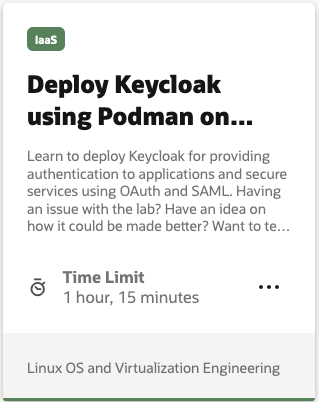 IaaS
Deploy Keycloak
using Podman on...
Learn to deploy Keycloak for providing
authentication to applications and secure
services using OAuth and SAML. Having
an issue with the lab? Have an idea on
how it could be made better? Want to te...
Time Limit
1 hour, 15 minutes
Linux OS and Virtualization Engineering